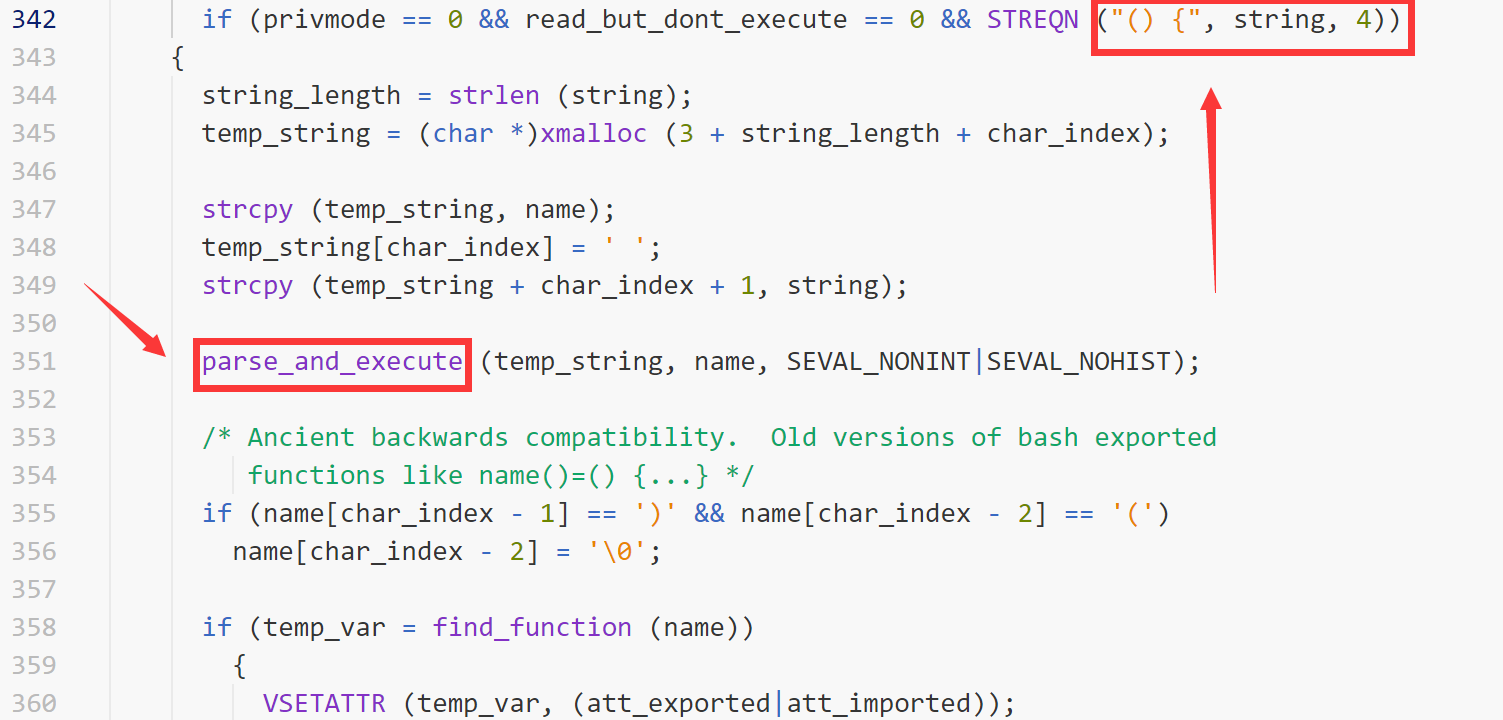 342 if (privmode == 0 && read_but_dont_execute == 0 && STREQN ("() {", string, 4))
343 {
344 string_length = strlen (string);
345 temp_string = (char *)xmalloc (3 + string_length + char_index);
346
347 strcpy (temp_string, name);
348 temp_string[char_index] = ' ';
349 strcpy (temp_string + char_index + 1, string);
350
351 parse_and_execute (temp_string, name, SEVAL_NONINT|SEVAL_NOHIST);
352
353 /* Ancient backwards compatibility.  Old versions of bash exported
354 functions like name()=() {...} */
355 if (name[char_index - 1] == ')' && name[char_index - 2] == '(')
356 name[char_index - 2] = '\0';
357
358 if (temp_var = find_function (name))
359 {
360 VSETATTR (temp_var, (att_exported|att_imported));